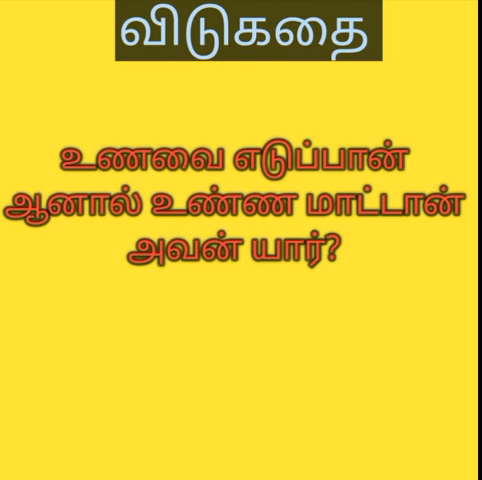 விடுகதை
உணவை எடுப்பான்
ஆனால் உண்ண மாட்டான்
அவன் யார்?